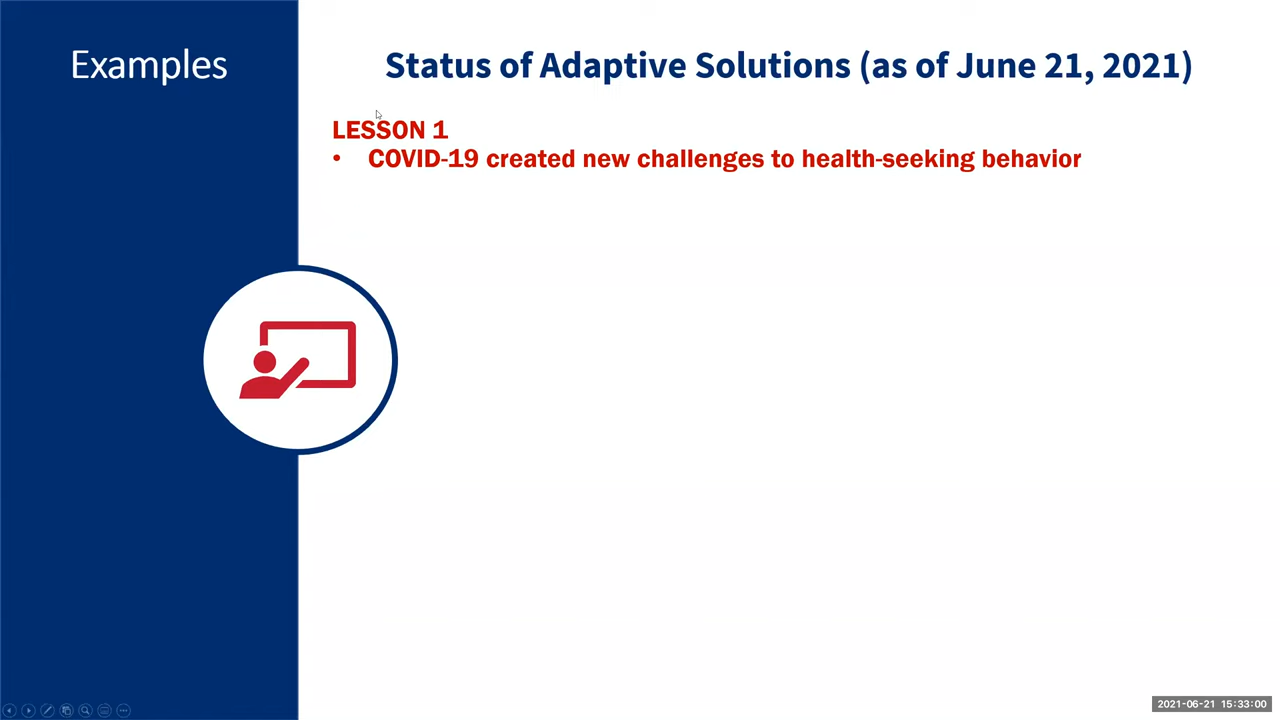 Examples
Status of Adaptive Solutions (as of June 21, 2021)
LESSON 1
• COVID-19 created new challenges to health-seeking behavior
2021-06-21 15:33:00